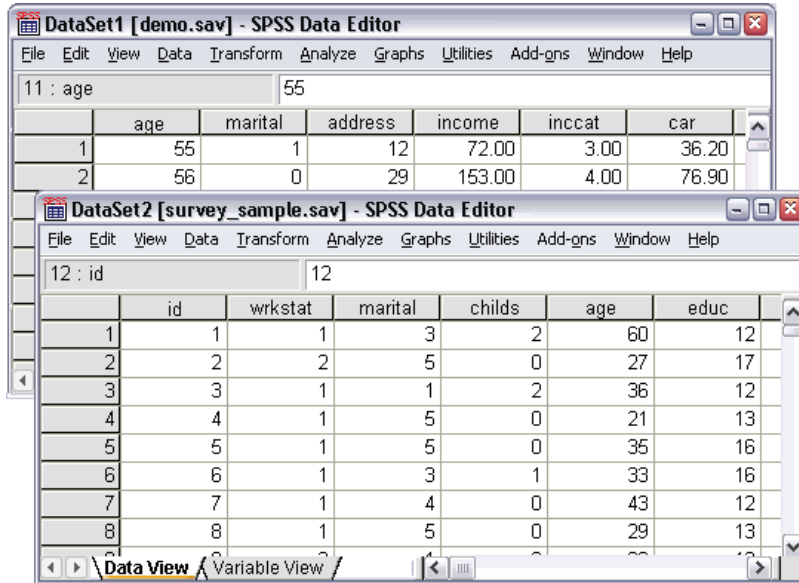 DataSet1 [demo.sav] - SPSS Data Editor
File Edit View Data Transform Analyze Graphs Utilities Add-ons Window Help
11 : age 55
age marital address income inccat car
1 55 1 12 72.00 3.00 36.20
2 56 0 29 153.00 4.00 76.90
DataSet2 [survey_sample.sav] - SPSS Data Editor
File Edit View Data Transform Analyze Graphs Utilities Add-ons Window Help
12 : id 12
id wrkstat marital childs age educ
1 1 1 3 2 60 12
2 2 2 5 0 27 17
3 3 1 1 2 36 12
4 4 1 5 0 21 13
5 5 1 5 0 35 16
6 6 1 3 1 33 16
7 7 1 4 0 43 12
8 8 1 5 0 29 13
Data View Variable View